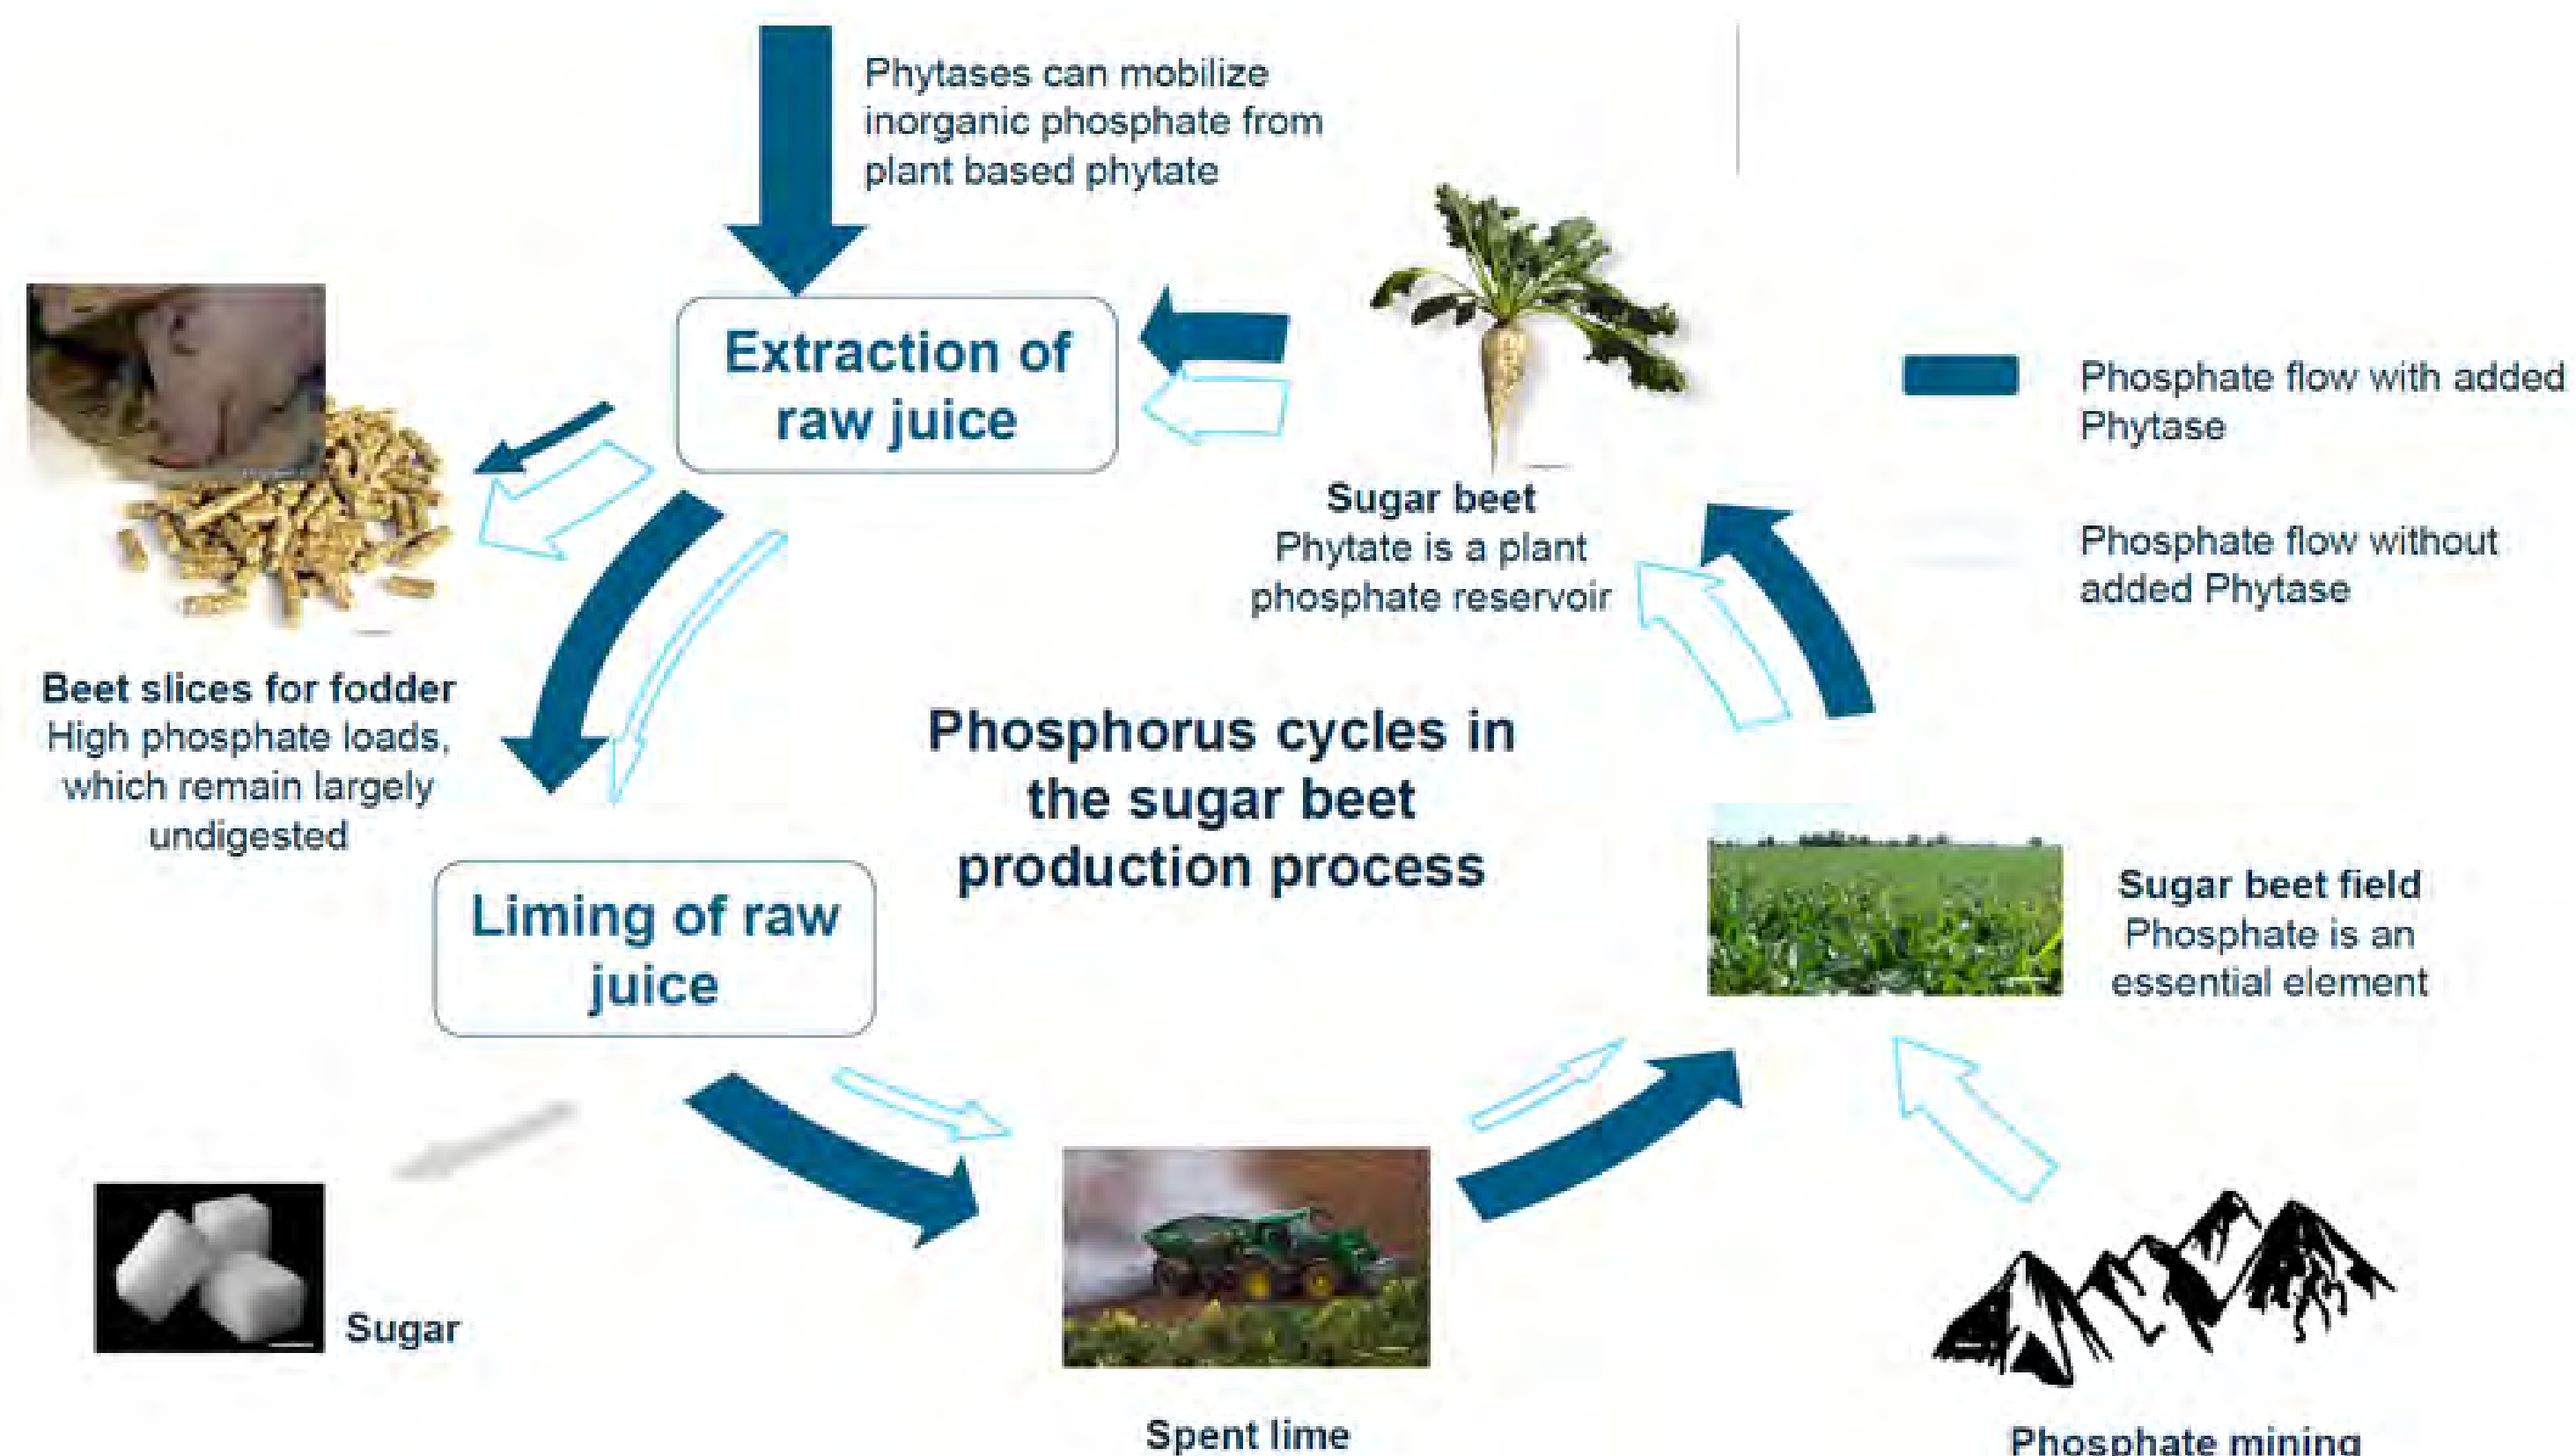 Phytases can mobilize
inorganic phosphate from
plant based phytate
Extraction of
raw juice
Phosphate flow with added
Phytase
Sugar beet
Phytate is a plant
phosphate reservoir
Phosphate flow without
added Phytase
Beet slices for fodder
High phosphate loads,
which remain largely
undigested
Phosphorus cycles in
the sugar beet
production process
Liming of raw
juice
Sugar beet field
Phosphate is an
essential element
Sugar
Spent lime
Phosphate mining